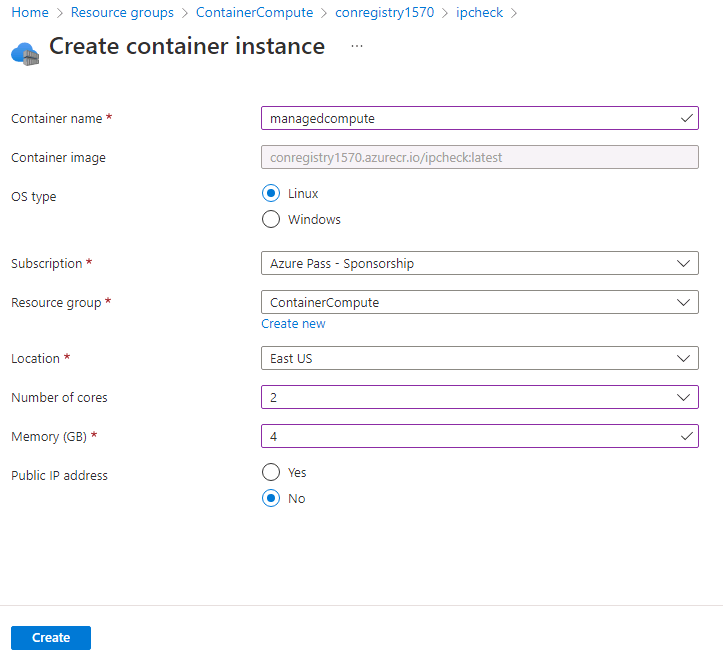 Home > Resource groups > ContainerCompute > conregistry1570 > ipcheck >
Create container instance ...
Container name * managedcompute
Container image conregistry1570.azurecr.io/ipcheck:latest
OS type Linux
Windows
Subscription * Azure Pass - Sponsorship
Resource group * ContainerCompute
Create new
Location * East US
Number of cores 2
Memory (GB) * 4
Public IP address Yes
No
Create